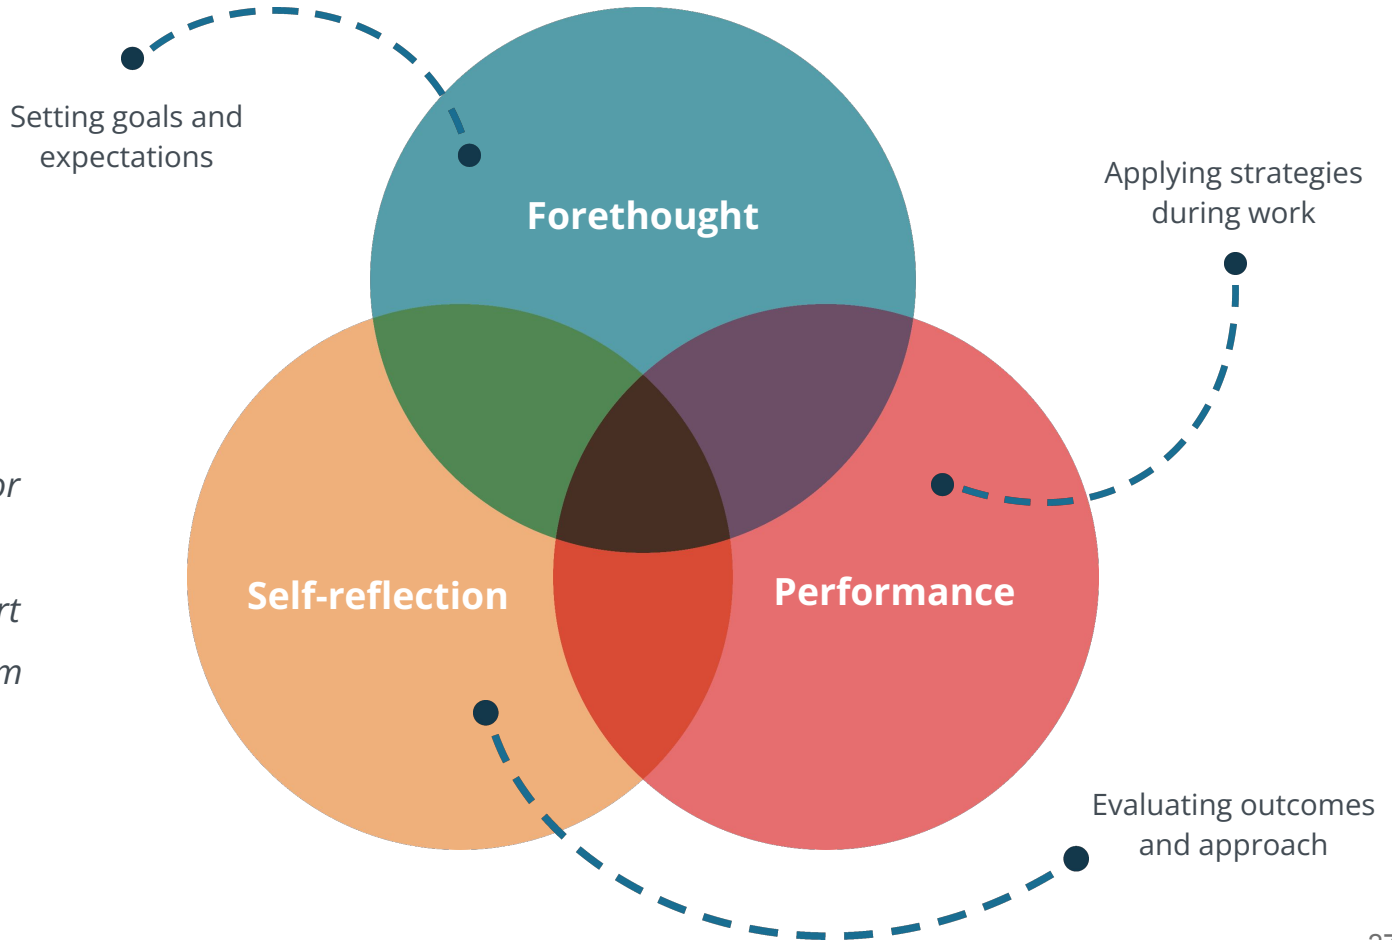 Setting goals and
expectations
Forethought
Applying strategies
during work
Self-reflection
Performance
Evaluating outcomes
and approach